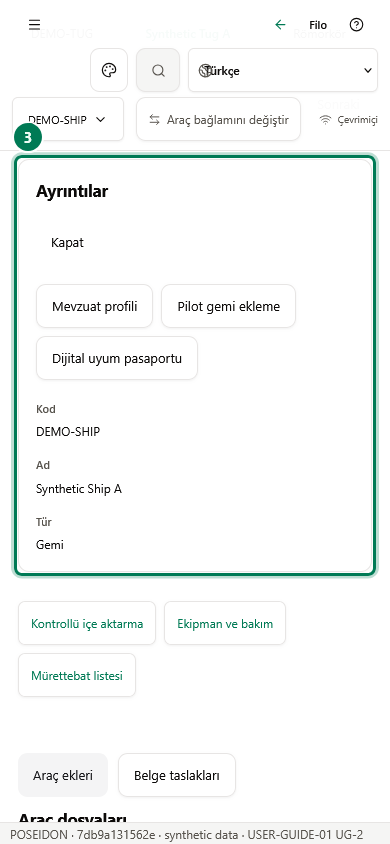 Filo
Türkçe
DEMO-SHIP
Araç bağlamını değiştir
Çevrimiçi
3
Ayrıntılar
Kapat
Mevzuat profili
Pilot gemi ekleme
Dijital uyum pasaportu
Kod
DEMO-SHIP
Ad
Synthetic Ship A
Tür
Gemi
Kontrollü içe aktarma
Ekipman ve bakım
Mürettebat listesi
Araç ekleri
Belge taslakları
Araç dosyaları
POSEIDON · 7db9a131562e · synthetic data · USER-GUIDE-01 UG-2